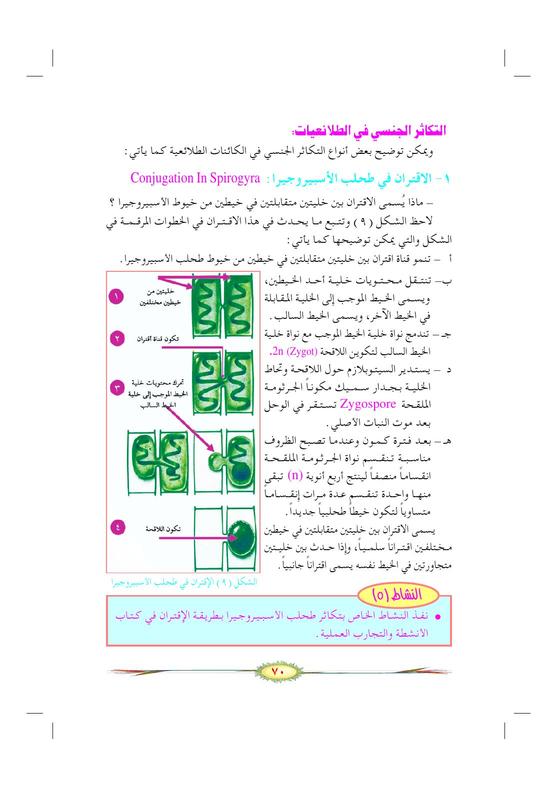 التكاثر الجنسي في الطلائعيات:
ويمكن توضيح بعض أنواع التكاثر الجنسي في الكائنات الطلائعية كما يأتي:
١- الاقتران في طحلب الأسبيروجيرا: Conjugation In Spirogyra
– ماذا يُسمى الاقتران بين خليتين متقابلتين في خيطين من خيوط الاسبيروجيرا ؟
لاحظ الشكل (٩) وتتبع ما يحدث في هذا الاقتران في الخطوات المرقمة في
الشكل والتي يمكن توضيحها كما يأتي:
أ – تنمو قناة اقتران بين خليتين متقابلتين في خيطين من خيوط طحلب الأسبيروجيرا.
ب– تنتقل محتويات خلية أحد الخيطين،
ويسمى الخيط الموجب إلى الخلية المقابلة
في الخيط الآخر، ويسمى الخيط السالب.
جـ – تندمج نواة خلية الخيط الموجب مع نواة خلية
الخيط السالب لتكوين اللاقحة 2n (Zygot).
د – يستدير السيتوبلازم حول اللاقحة وتحاط
الخلية بجدار سميك مكوناً الجرثومة
الملقحة Zygospore تستقر في الوحل
بعد موت النبات الأصلي.
هـ – بعد فترة كمون وعندما تصبح الظروف
مناسبة تنقسم نواة الجرثومة الملقحة
انقساماً منصفاً لينتج أربع أنوية (n) تبقى
منها واحدة تنقسم عدة مرات إنقساماً
متساوياً لتكون خيطاً طحلبياً جديداً.
يسمى الاقتران بين خليتين متقابلتين في خيطين
مختلفين اقتراناً سلمياً، وإذا حدث بين خليتين
متجاورتين في الخيط نفسه يسمى اقتراناً جانبياً.
١
خليتين من
خيطين مختلفين
٢
تكون قناة أقتران
٣
تحرك محتويات خلية
الخيط الموجب إلى خلية
الخيط السالب
٤
تكون اللاقحة
الشكل (٩) الإقتران في طحلب الاسبيروجيرا
النشاط (٥)
● نفذ النشاط الخاص بتكاثر طحلب الاسبيروجيرا بطريقة الإقتران في كتاب
الانشطة والتجارب العملية.
٧٠